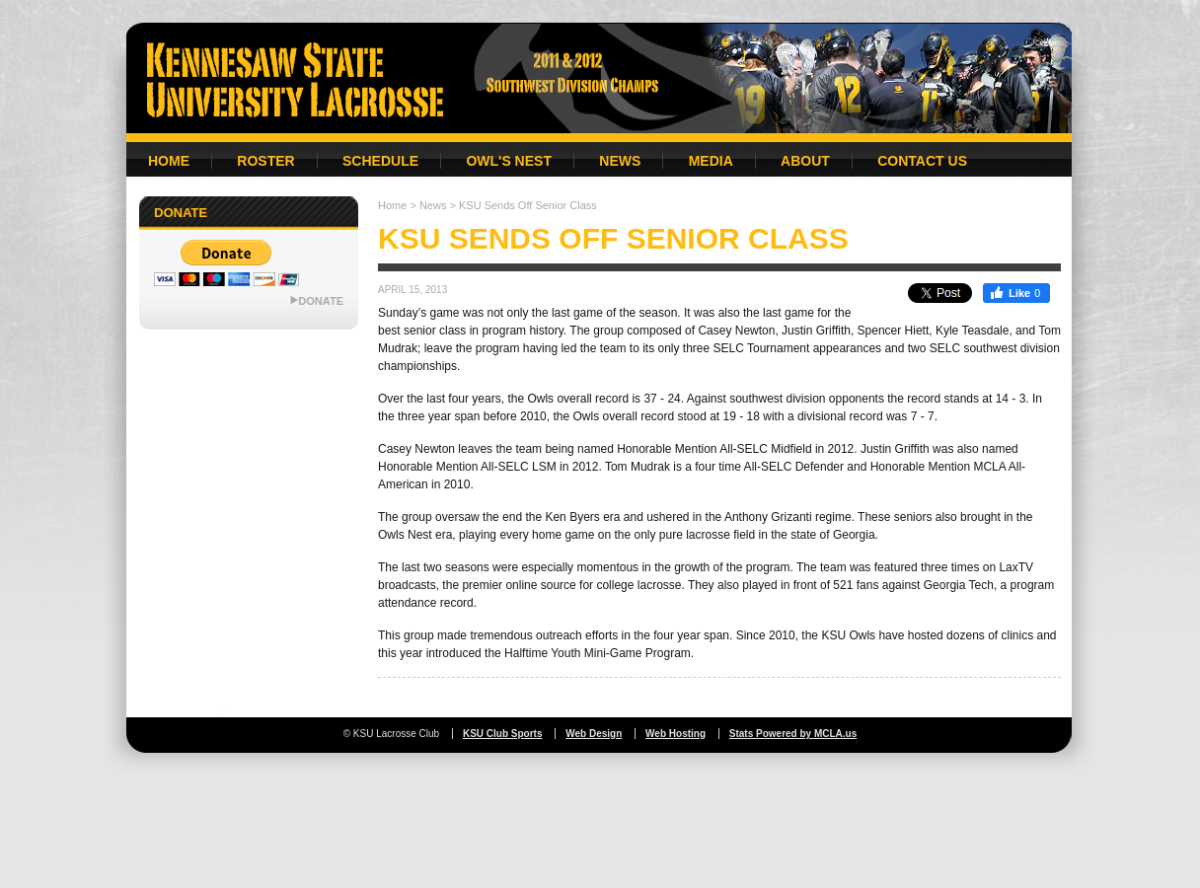 KENNESAW STATE
UNIVERSITY LACROSSE
2011 & 2012
SOUTHWEST DIVISION CHAMPS
19
12
HOME
ROSTER
SCHEDULE
OWL'S NEST
NEWS
MEDIA
ABOUT
CONTACT US
DONATE
Donate
VISA
DONATE
Home > News > KSU Sends Off Senior Class
KSU SENDS OFF SENIOR CLASS
APRIL 15, 2013
Post
Like 0
Sunday's game was not only the last game of the season. It was also the last game for the
best senior class in program history. The group composed of Casey Newton, Justin Griffith, Spencer Hiett, Kyle Teasdale, and Tom
Mudrak; leave the program having led the team to its only three SELC Tournament appearances and two SELC southwest division
championships.
Over the last four years, the Owls overall record is 37 - 24. Against southwest division opponents the record stands at 14 - 3. In
the three year span before 2010, the Owls overall record stood at 19 - 18 with a divisional record was 7 - 7.
Casey Newton leaves the team being named Honorable Mention All-SELC Midfield in 2012. Justin Griffith was also named
Honorable Mention All-SELC LSM in 2012. Tom Mudrak is a four time All-SELC Defender and Honorable Mention MCLA All-
American in 2010.
The group oversaw the end the Ken Byers era and ushered in the Anthony Grizanti regime. These seniors also brought in the
Owls Nest era, playing every home game on the only pure lacrosse field in the state of Georgia.
The last two seasons were especially momentous in the growth of the program. The team was featured three times on LaxTV
broadcasts, the premier online source for college lacrosse. They also played in front of 521 fans against Georgia Tech, a program
attendance record.
This group made tremendous outreach efforts in the four year span. Since 2010, the KSU Owls have hosted dozens of clinics and
this year introduced the Halftime Youth Mini-Game Program.
© KSU Lacrosse Club
KSU Club Sports
Web Design
Web Hosting
Stats Powered by MCLA.us